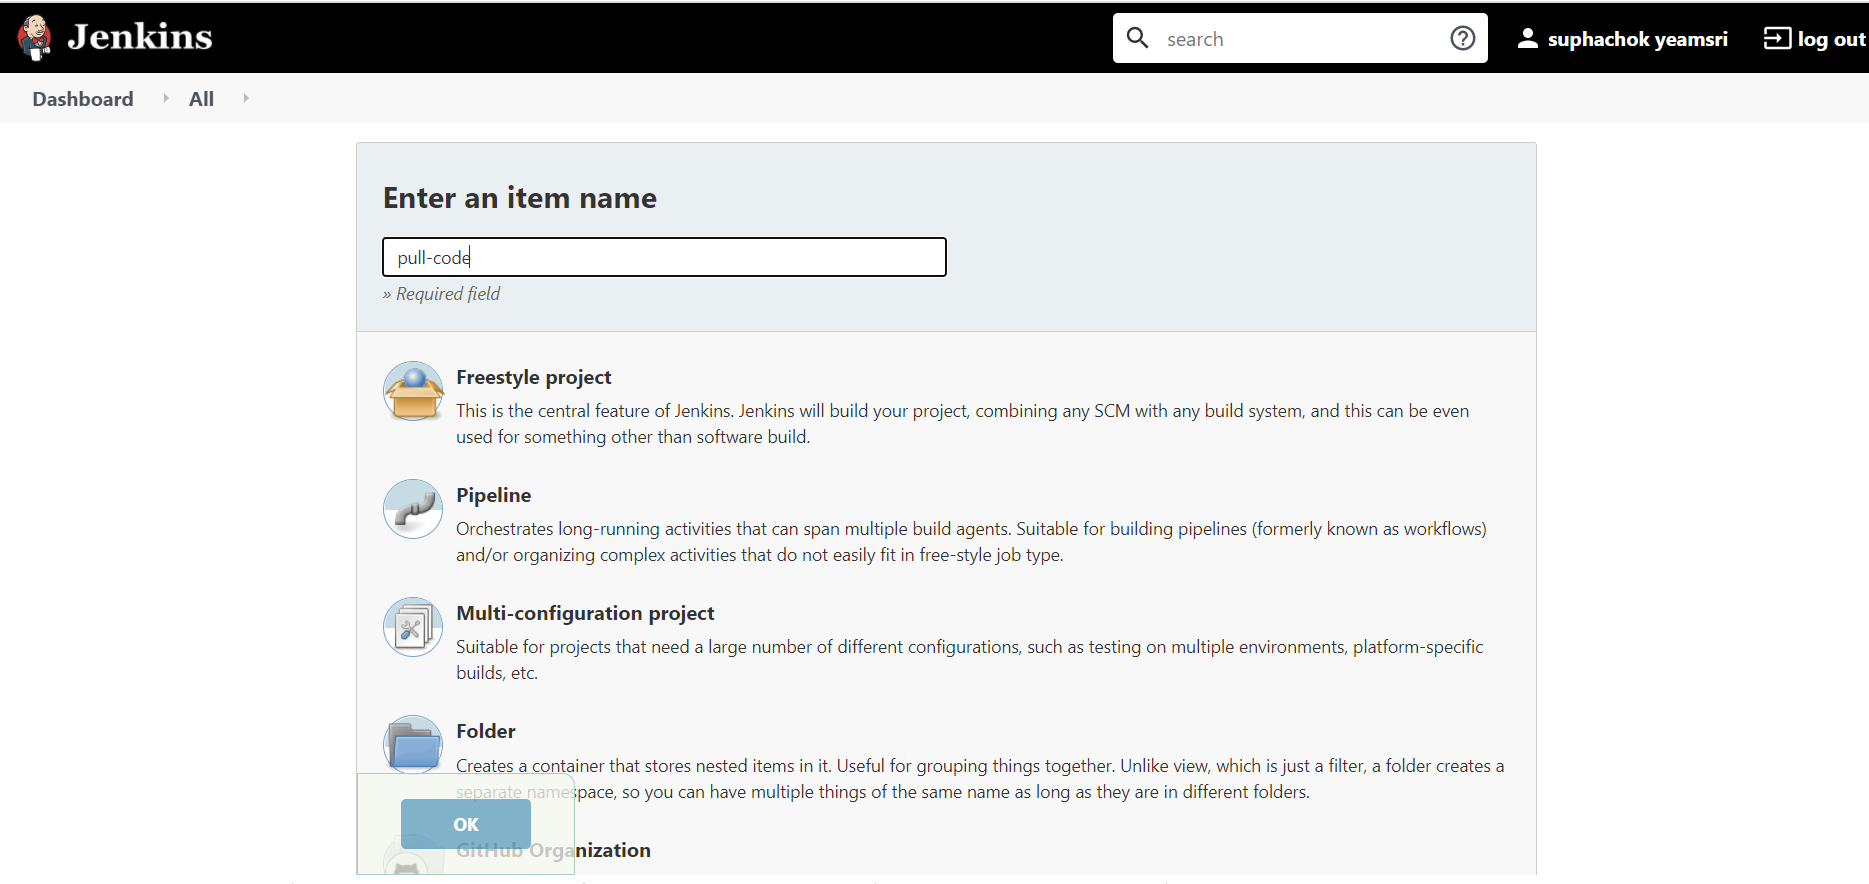 Jenkins
search
suphachok yeamsri
log out
Dashboard
All
Enter an item name
pull-code
» Required field
Freestyle project
This is the central feature of Jenkins. Jenkins will build your project, combining any SCM with any build system, and this can be even
used for something other than software build.
Pipeline
Orchestrates long-running activities that can span multiple build agents. Suitable for building pipelines (formerly known as workflows)
and/or organizing complex activities that do not easily fit in free-style job type.
Multi-configuration project
Suitable for projects that need a large number of different configurations, such as testing on multiple environments, platform-specific
builds, etc.
Folder
Creates a container that stores nested items in it. Useful for grouping things together. Unlike view, which is just a filter, a folder creates a
separate namespace, so you can have multiple things of the same name as long as they are in different folders.
OK
GitHub Organization